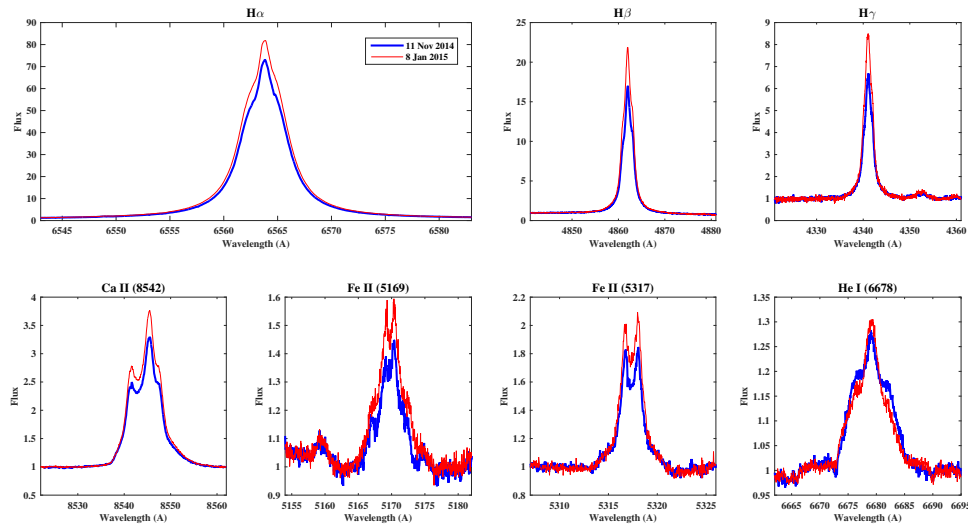 Hα
90
80
70
60
50
40
30
20
10
0
Flux
6545 6550 6555 6560 6565 6570 6575 6580
Wavelength (A)
11 Nov 2014
8 Jan 2015
Hβ
25
20
15
10
5
0
Flux
4850 4860 4870 4880
Wavelength (A)
Hγ
9
8
7
6
5
4
3
2
1
0
Flux
4330 4340 4350 4360
Wavelength (A)
Ca II (8542)
4
3.5
3
2.5
2
1.5
1
0.5
Flux
8530 8540 8550 8560
Wavelength (A)
Fe II (5169)
1.6
1.5
1.4
1.3
1.2
1.1
1
0.9
Flux
5155 5160 5165 5170 5175 5180
Wavelength (A)
Fe II (5317)
2.2
2
1.8
1.6
1.4
1.2
1
0.8
Flux
5310 5315 5320 5325
Wavelength (A)
He I (6678)
1.35
1.3
1.25
1.2
1.15
1.1
1.05
1
0.95
Flux
6665 6670 6675 6680 6685 6690 6695
Wavelength (A)